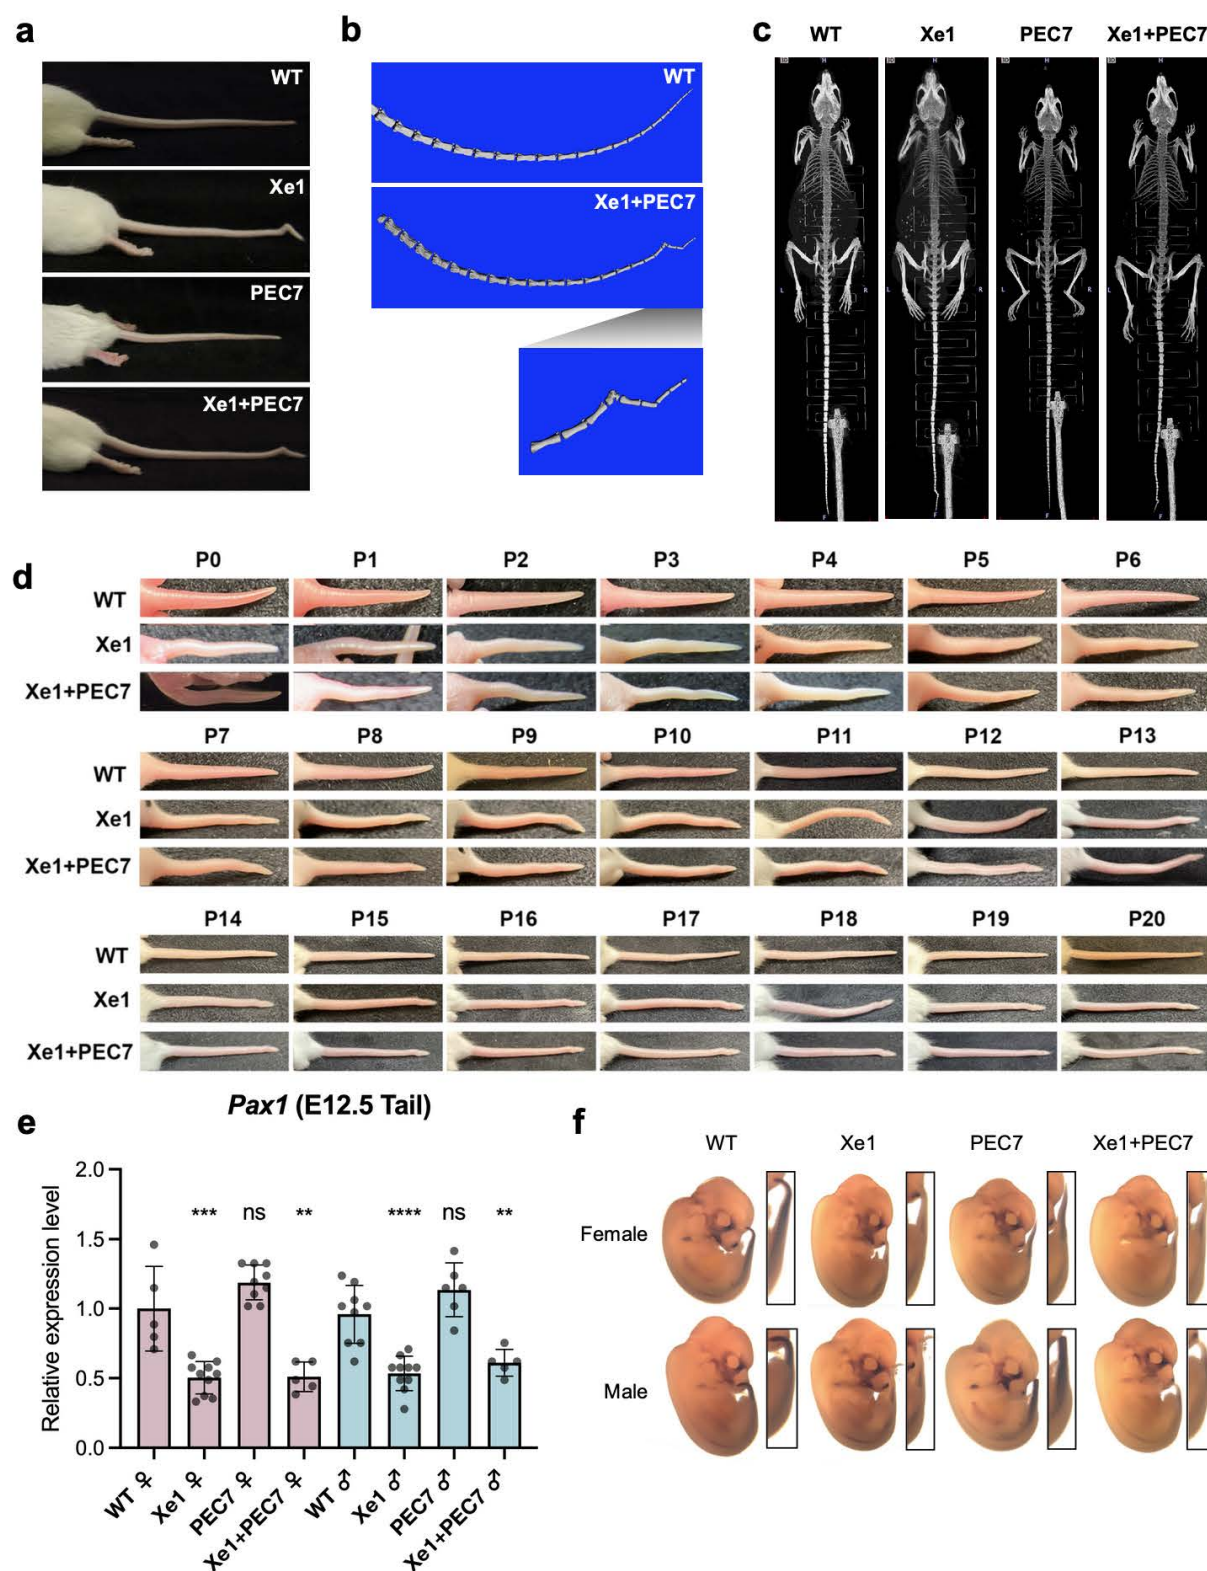 a
WT
Xe1
PEC7
Xe1+PEC7
b
WT
Xe1+PEC7
c
WT Xe1 PEC7 Xe1+PEC7
L R L R L R L
d
P0 P1 P2 P3 P4 P5 P6
WT
Xe1
Xe1+PEC7
P7 P8 P9 P10 P11 P12 P13
WT
Xe1
Xe1+PEC7
P14 P15 P16 P17 P18 P19 P20
WT
Xe1
Xe1+PEC7
e
Pax1 (E12.5 Tail)
Relative expression level
2.0
1.5
1.0
0.5
0.0
*** ns ** **** ns **
WT ♀
Xe1 ♀
PEC7 ♀
Xe1+PEC7 ♀
WT ♂
Xe1 ♂
PEC7 ♂
Xe1+PEC7 ♂
f
WT Xe1 PEC7 Xe1+PEC7
Female
Male